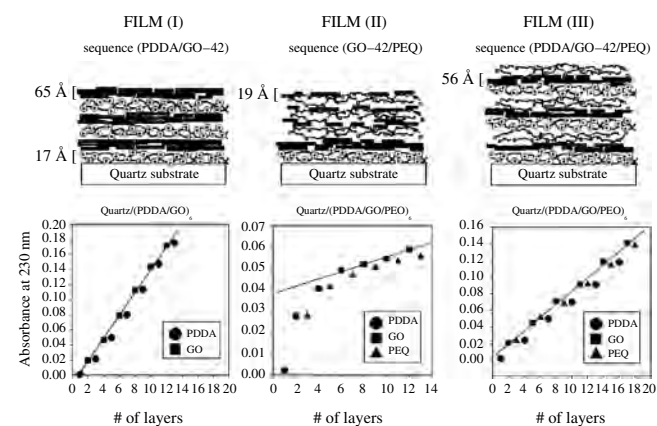 FILM (I)
sequence (PDDA/GO−42)
65 Å [
17 Å [
Quartz substrate
FILM (II)
sequence (GO−42/PEQ)
19 Å [
Quartz substrate
FILM (III)
sequence (PDDA/GO−42/PEQ)
56 Å [
Quartz substrate
Quartz/(PDDA/GO)6
Absorbance at 230 nm
0.20
0.18
0.16
0.14
0.12
0.10
0.08
0.06
0.04
0.02
0.00
0 2 4 6 8 10 12 14 16 18 20
PDDA
GO
# of layers
Quartz/(PDDA/GO/PEO)6
0.07
0.06
0.05
0.04
0.03
0.02
0.01
0.00
0 2 4 6 8 10 12 14
PDDA
GO
PEQ
# of layers
Quartz/(PDDA/GO/PEO)6
0.16
0.14
0.12
0.10
0.08
0.06
0.04
0.02
0.00
0 2 4 6 8 10 12 14 16 18 20
PDDA
GO
PEQ
# of layers